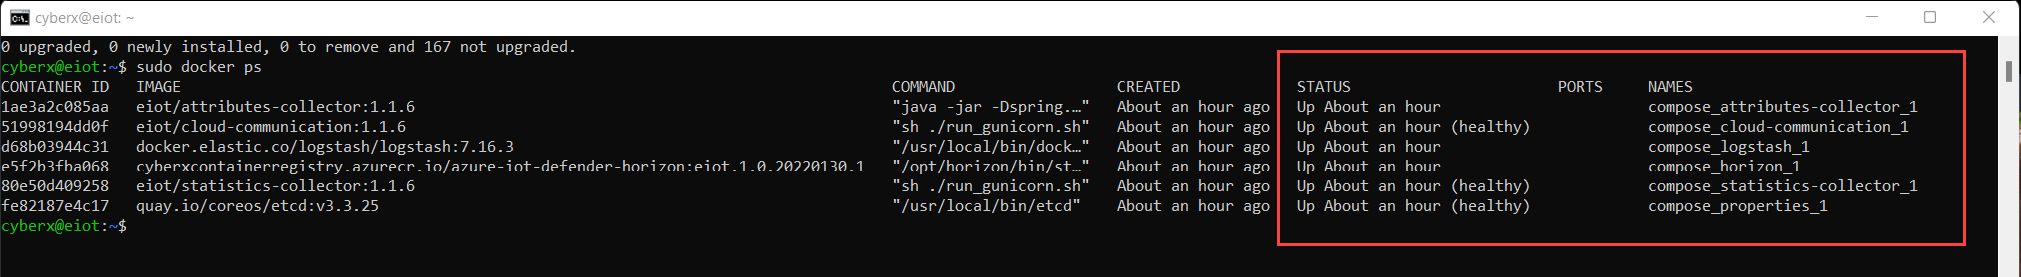 cyberx@eiot: ~
0 upgraded, 0 newly installed, 0 to remove and 167 not upgraded.
cyberx@eiot:~$ sudo docker ps
CONTAINER ID   IMAGE   COMMAND   CREATED   STATUS   PORTS   NAMES
1ae3a2c085aa   eiot/attributes-collector:1.1.6   "java -jar -Dspring.…"   About an hour ago   Up About an hour   compose_attributes-collector_1
51998194dd0f   eiot/cloud-communication:1.1.6   "sh ./run_gunicorn.sh"   About an hour ago   Up About an hour (healthy)   compose_cloud-communication_1
d68b03944c31   docker.elastic.co/logstash/logstash:7.16.3   "/usr/local/bin/dock…"   About an hour ago   Up About an hour   compose_logstash_1
e5f2b3fba068   cyberxcontainerregistry.azurecr.io/azure-iot-defender-horizon:eiot.1.0.20220130.1   "/opt/horizon/bin/st…"   About an hour ago   Up About an hour   compose_horizon_1
80e50d409258   eiot/statistics-collector:1.1.6   "sh ./run_gunicorn.sh"   About an hour ago   Up About an hour (healthy)   compose_statistics-collector_1
fe82187e4c17   quay.io/coreos/etcd:v3.3.25   "/usr/local/bin/etcd"   About an hour ago   Up About an hour (healthy)   compose_properties_1
cyberx@eiot:~$